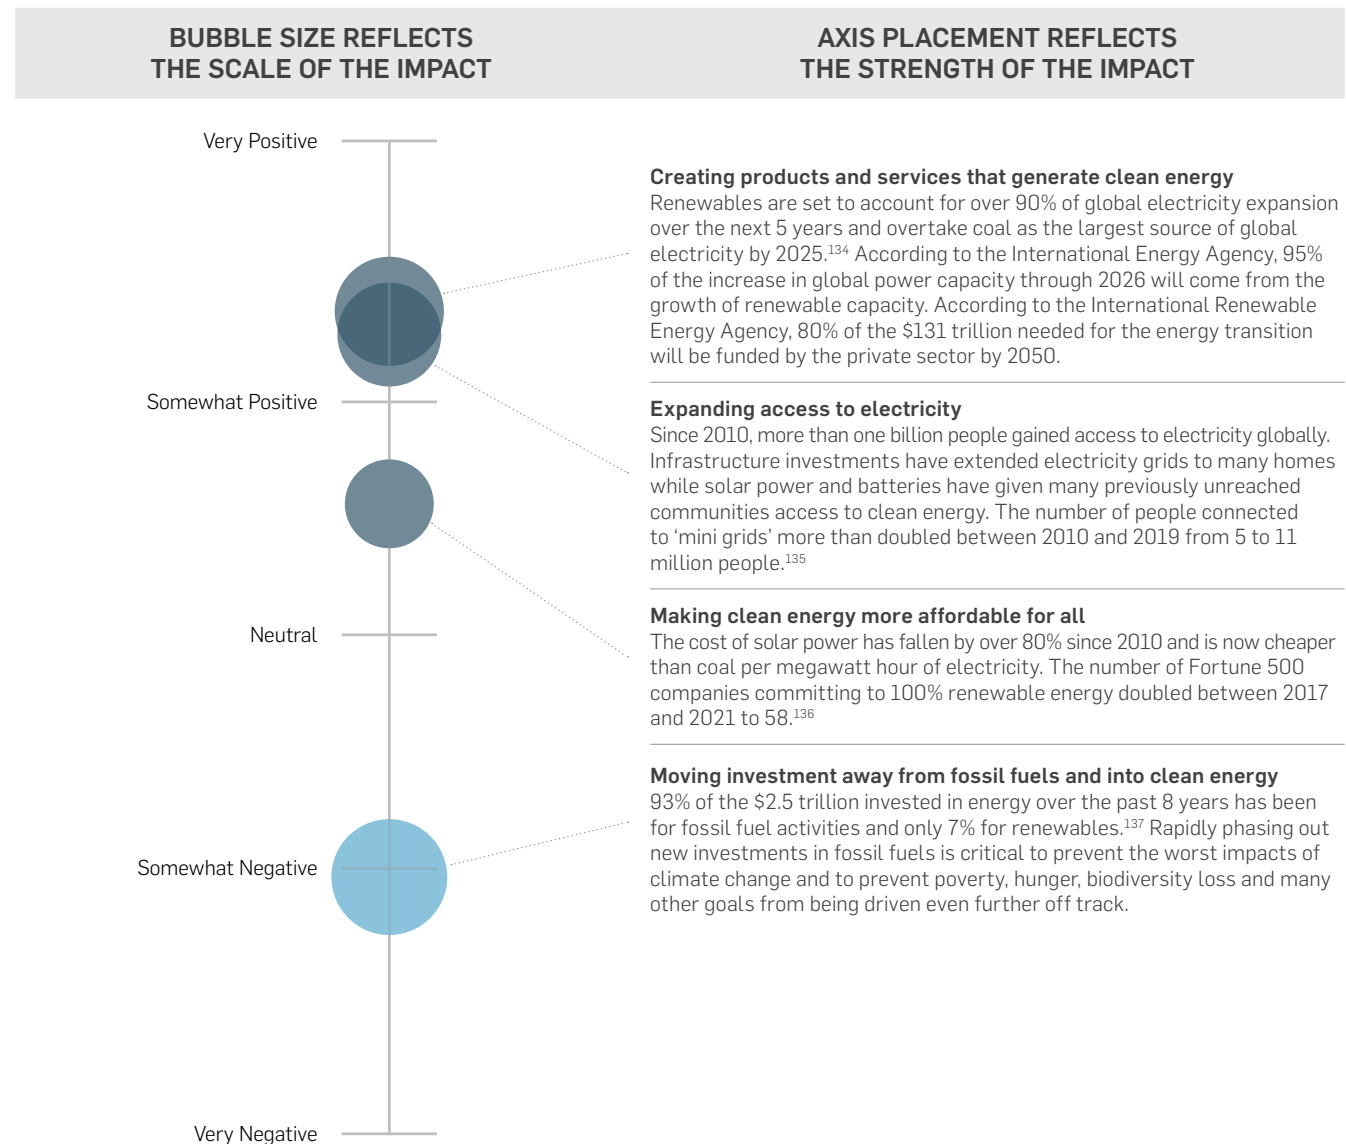 BUBBLE SIZE REFLECTS
THE SCALE OF THE IMPACT
AXIS PLACEMENT REFLECTS
THE STRENGTH OF THE IMPACT
Very Positive
Somewhat Positive
Neutral
Somewhat Negative
Very Negative
Creating products and services that generate clean energy
Renewables are set to account for over 90% of global electricity expansion
over the next 5 years and overtake coal as the largest source of global
electricity by 2025.134 According to the International Energy Agency, 95%
of the increase in global power capacity through 2026 will come from the
growth of renewable capacity. According to the International Renewable
Energy Agency, 80% of the $131 trillion needed for the energy transition
will be funded by the private sector by 2050.
Expanding access to electricity
Since 2010, more than one billion people gained access to electricity globally.
Infrastructure investments have extended electricity grids to many homes
while solar power and batteries have given many previously unreached
communities access to clean energy. The number of people connected
to ‘mini grids’ more than doubled between 2010 and 2019 from 5 to 11
million people.135
Making clean energy more affordable for all
The cost of solar power has fallen by over 80% since 2010 and is now cheaper
than coal per megawatt hour of electricity. The number of Fortune 500
companies committing to 100% renewable energy doubled between 2017
and 2021 to 58.136
Moving investment away from fossil fuels and into clean energy
93% of the $2.5 trillion invested in energy over the past 8 years has been
for fossil fuel activities and only 7% for renewables.137 Rapidly phasing out
new investments in fossil fuels is critical to prevent the worst impacts of
climate change and to prevent poverty, hunger, biodiversity loss and many
other goals from being driven even further off track.